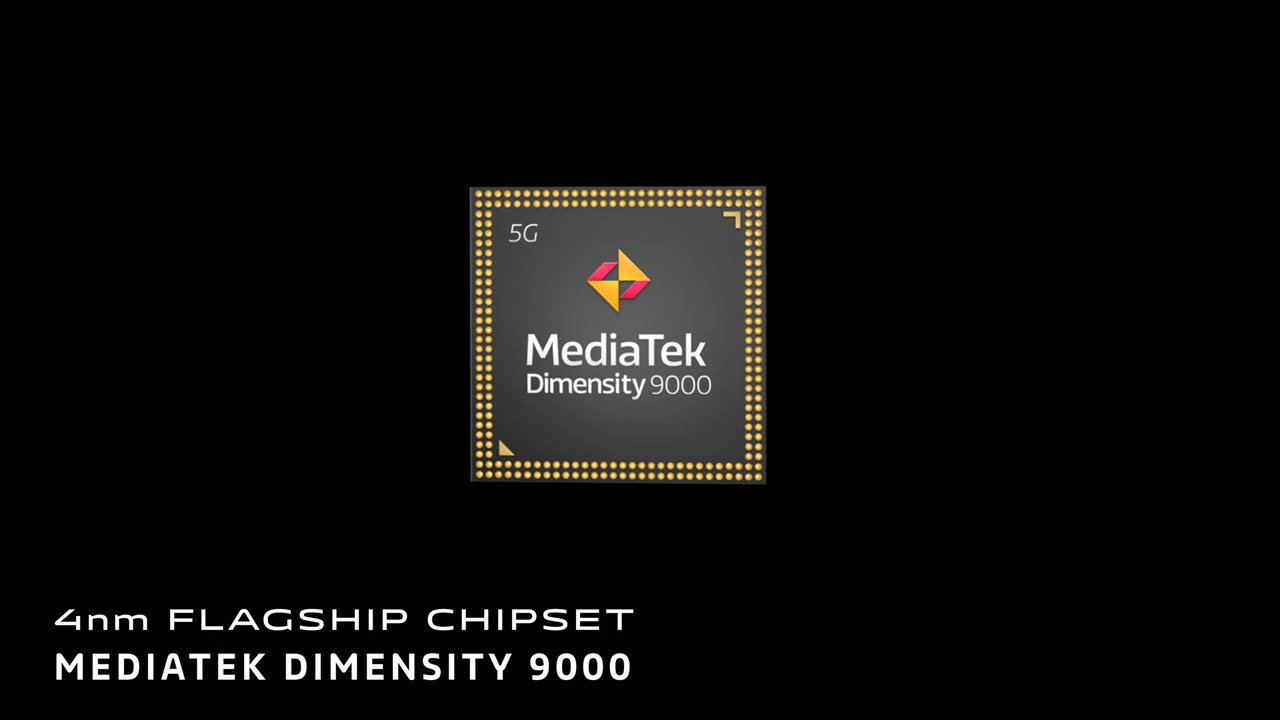 5G
MediaTek
Dimensity 9000
4nm FLAGSHIP CHIPSET
MEDIATEK DIMENSITY 9000